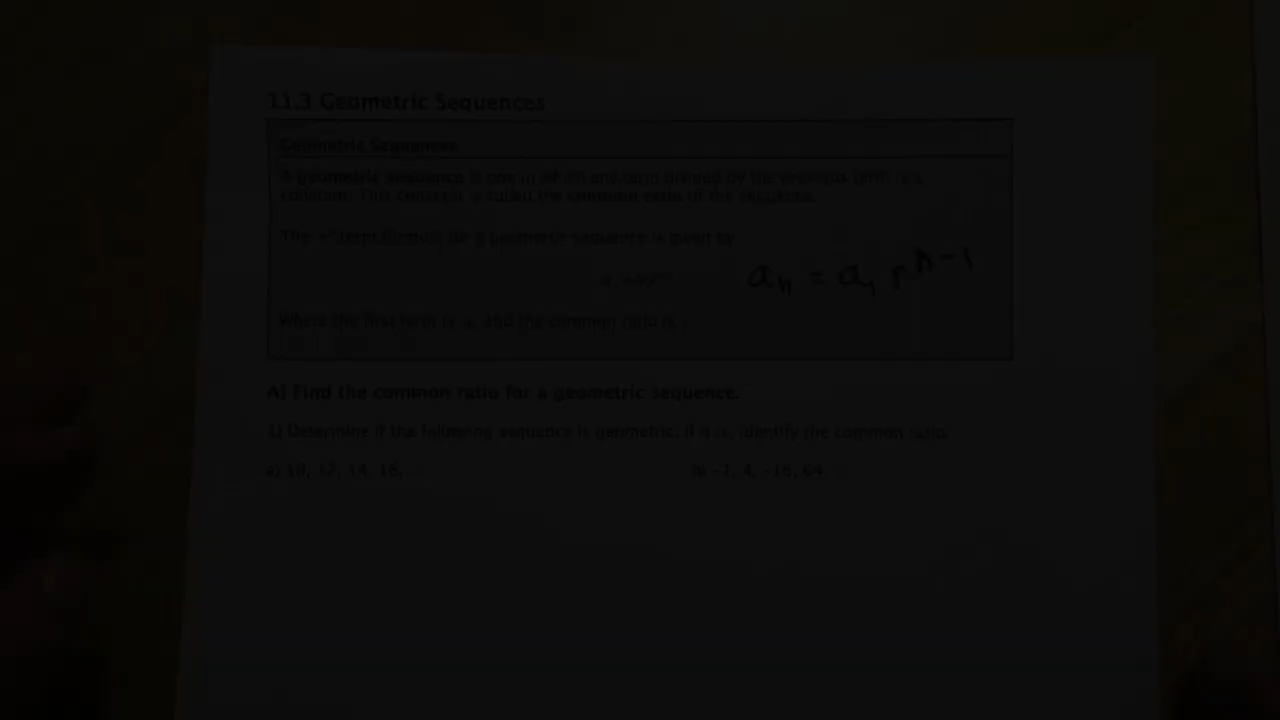 11.3 Geometric Sequences
Geometric Sequences
A geometric sequence is one in which any term divided by the previous term is a
constant. This constant is called the common ratio of the sequence.
The nth term formula for a geometric sequence is given by
aₙ = a₁ rⁿ⁻¹
Where the first term is a₁ and the common ratio is r
A) Find the common ratio for a geometric sequence.
1) Determine if the following sequence is geometric. If it is, identify the common ratio.
a) 10, 12, 14, 16, ...
4, -16, 64,